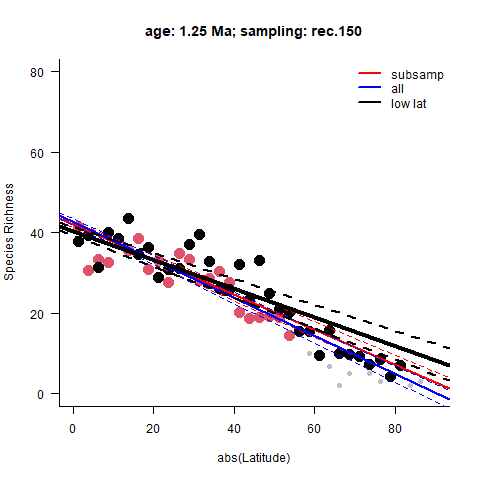 age: 1.25 Ma; sampling: rec.150
subsamp
all
low lat
Species Richness
80
60
40
20
0
0 20 40 60 80
abs(Latitude)